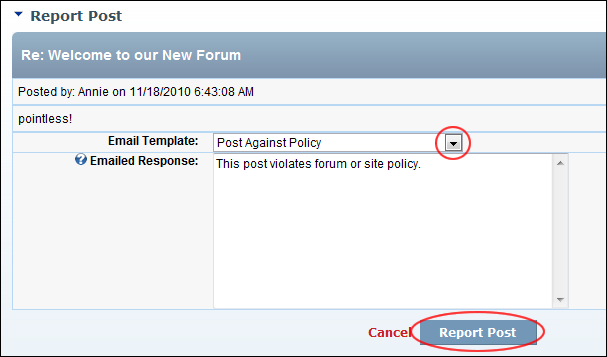 Report Post
Re: Welcome to our New Forum
Posted by: Annie on 11/18/2010 6:43:08 AM
pointless!
Email Template: Post Against Policy
Emailed Response: This post violates forum or site policy.
Cancel Report Post